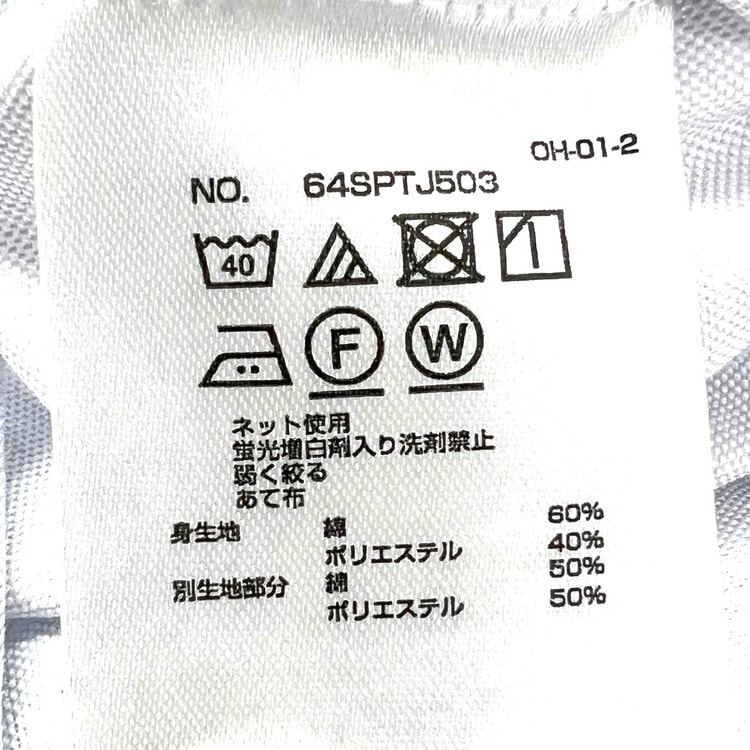 OH-01-2
NO. 64SPTJ503
40
F W
ネット使用
蛍光増白剤入り洗剤禁止
弱く絞る
あて布
身生地 綿 60%
ポリエステル 40%
別生地部分 綿 50%
ポリエステル 50%